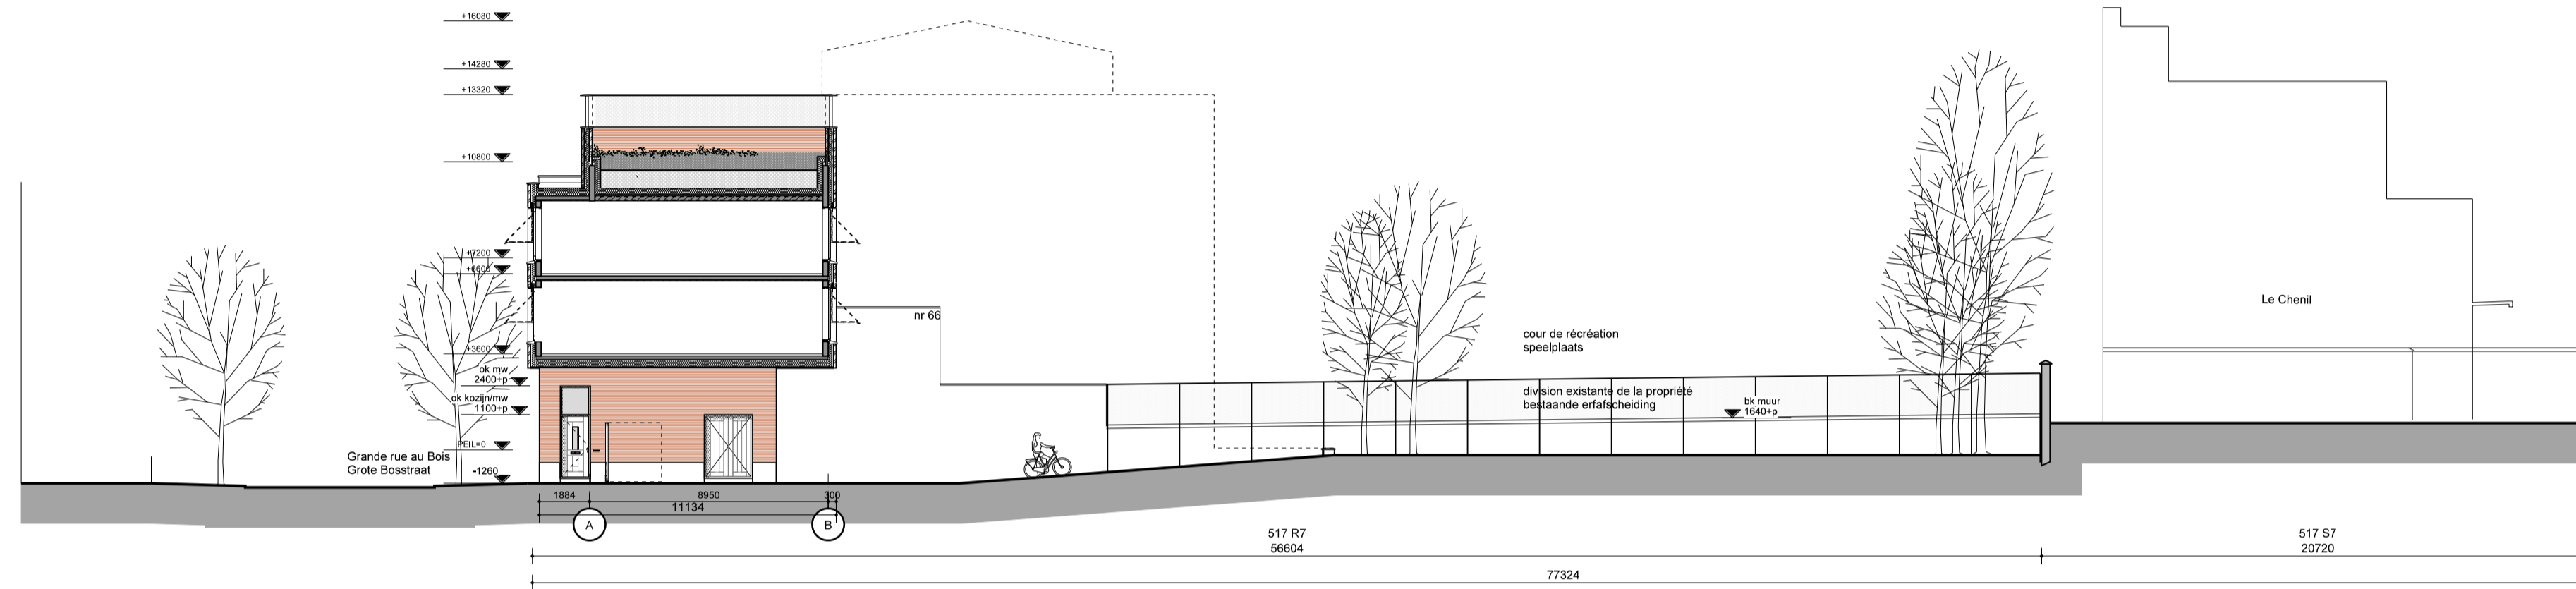 +16080
+14280
+13320
+10800
+7200
+6600
+3600
ok mw
2400+p
ok kozijn/mw
1100+p
PEIL=0
-1260
Grande rue au Bois
Grote Bosstraat
nr 66
cour de récréation
speelplaats
division existante de la propriété
bestaande erfafscheiding
bk muur
1640+p
Le Chenil
1884 8950 300
11134
A B
517 R7 517 S7
56604 20720
77324